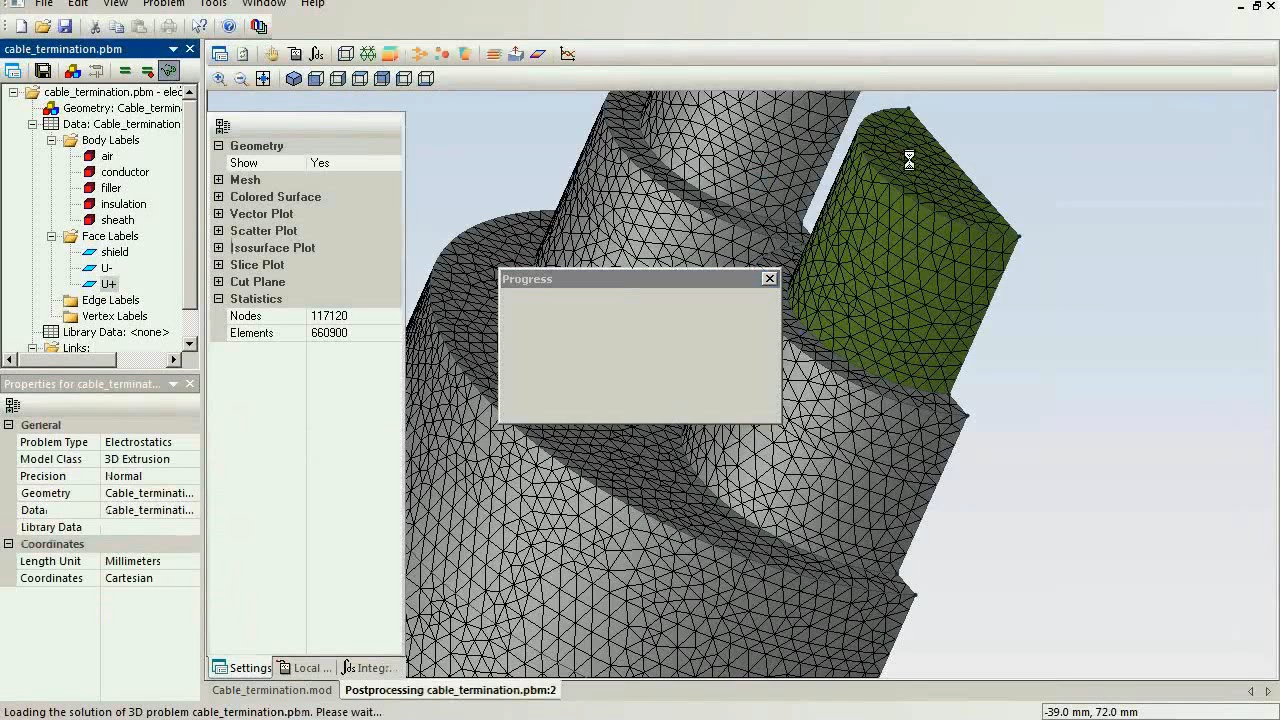 File Edit View Problem Tools Window Help
cable_termination.pbm
cable_termination.pbm - elec
Geometry: Cable_termin
Data: Cable_termination
Body Labels
air
conductor
filler
insulation
sheath
Face Labels
shield
U-
U+
Edge Labels
Vertex Labels
Library Data: <none>
Links:
Properties for cable_terminat...
General
Problem Type Electrostatics
Model Class 3D Extrusion
Precision Normal
Geometry Cable_terminati...
Data: Cable_terminati...
Library Data
Coordinates
Length Unit Millimeters
Coordinates Cartesian
Geometry
Show Yes
Mesh
Colored Surface
Vector Plot
Scatter Plot
Isosurface Plot
Slice Plot
Cut Plane
Statistics
Nodes 117120
Elements 660900
Progress
Settings Local ... Integr.
Cable_termination.mod Postprocessing cable_termination.pbm:2
Loading the solution of 3D problem cable_termination.pbm. Please wait... -39.0 mm, 72.0 mm